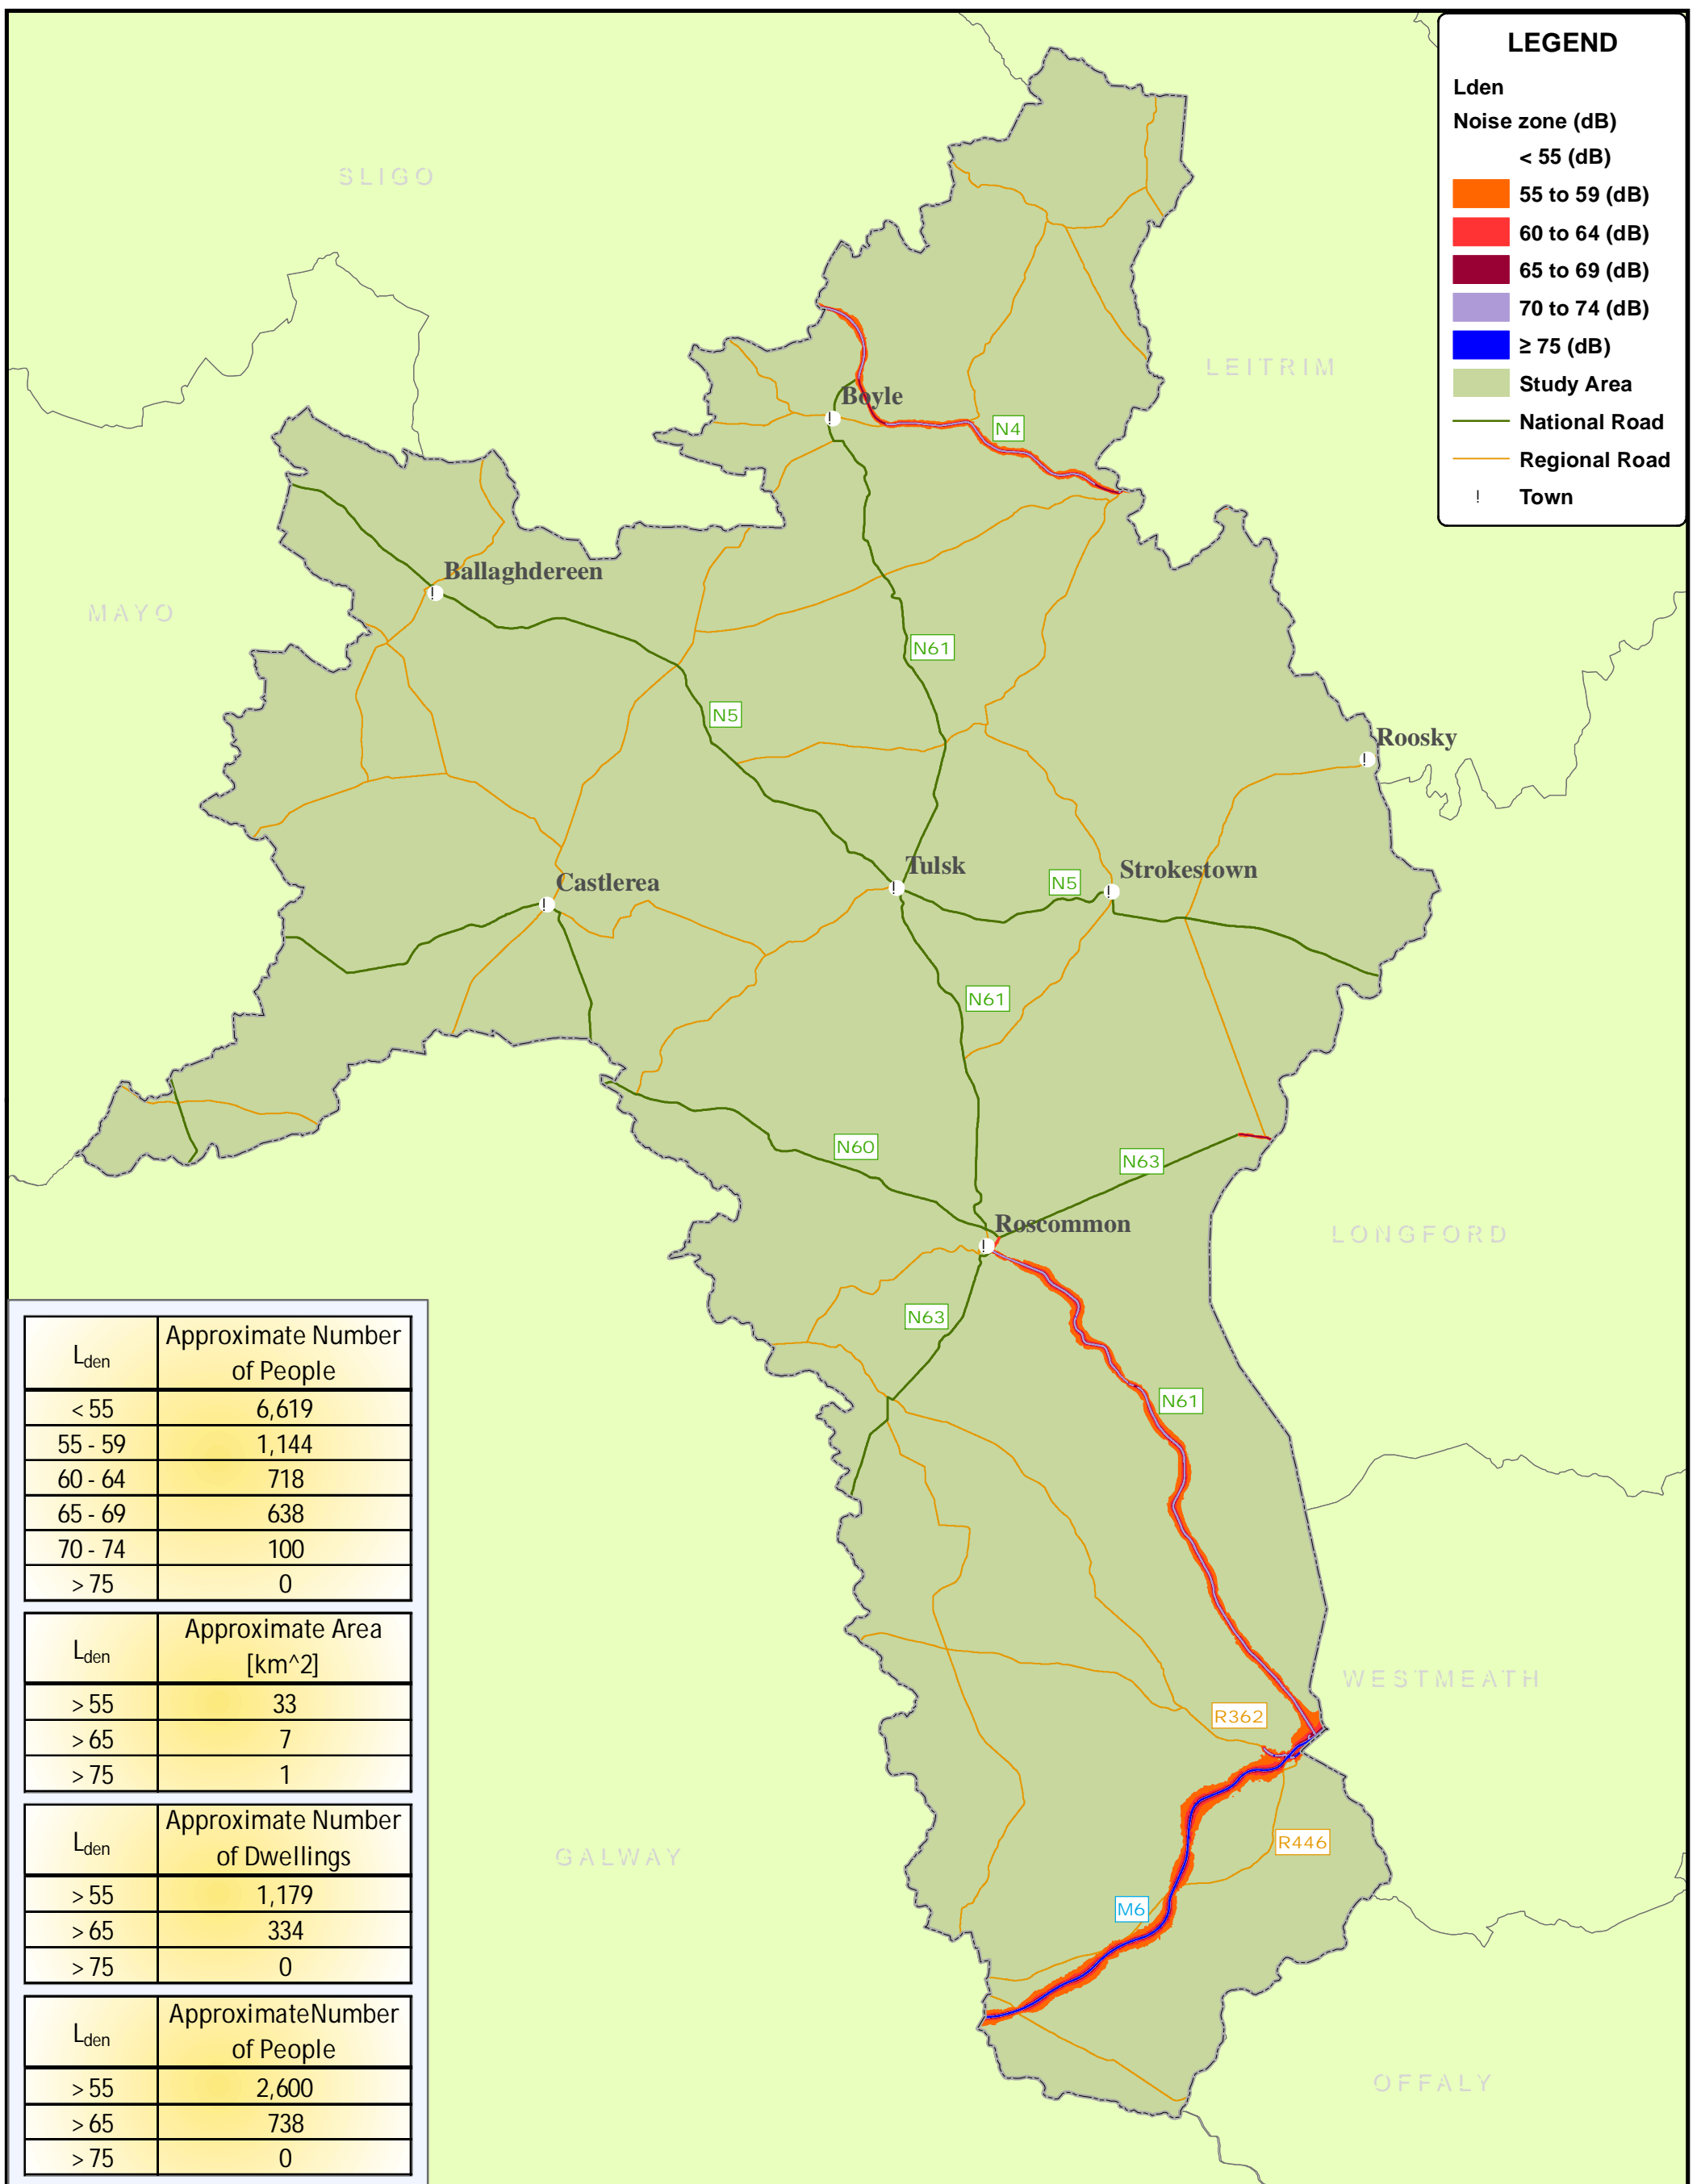 LEGEND
Lden
Noise zone (dB)
< 55 (dB)
55 to 59 (dB)
60 to 64 (dB)
65 to 69 (dB)
70 to 74 (dB)
≥ 75 (dB)
Study Area
National Road
Regional Road
! Town
SLIGO
LEITRIM
MAYO
Boyle
!
N4
Ballaghdereen
!
N61
N5
Roosky
!
Tulsk
!
Strokestown
!
N5
Castlerea
!
N61
N60
N63
Roscommon
!
LONGFORD
N63
N61
WESTMEATH
R362
R446
GALWAY
M6
OFFALY
Lden Approximate Number
of People
< 55 6,619
55 - 59 1,144
60 - 64 718
65 - 69 638
70 - 74 100
> 75 0
Lden Approximate Area
[km^2]
> 55 33
> 65 7
> 75 1
Lden Approximate Number
of Dwellings
> 55 1,179
> 65 334
> 75 0
Lden ApproximateNumber
of People
> 55 2,600
> 65 738
> 75 0